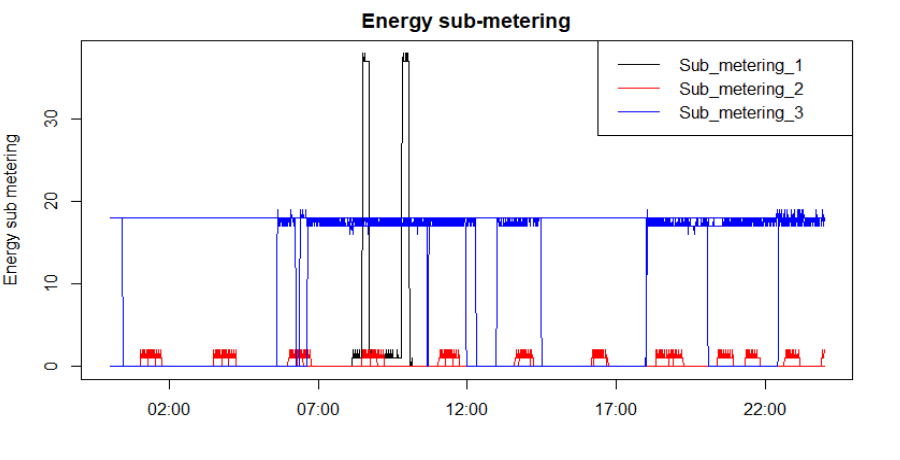 Energy sub-metering
Sub_metering_1
Sub_metering_2
Sub_metering_3
Energy sub metering
30
20
10
0
02:00 07:00 12:00 17:00 22:00